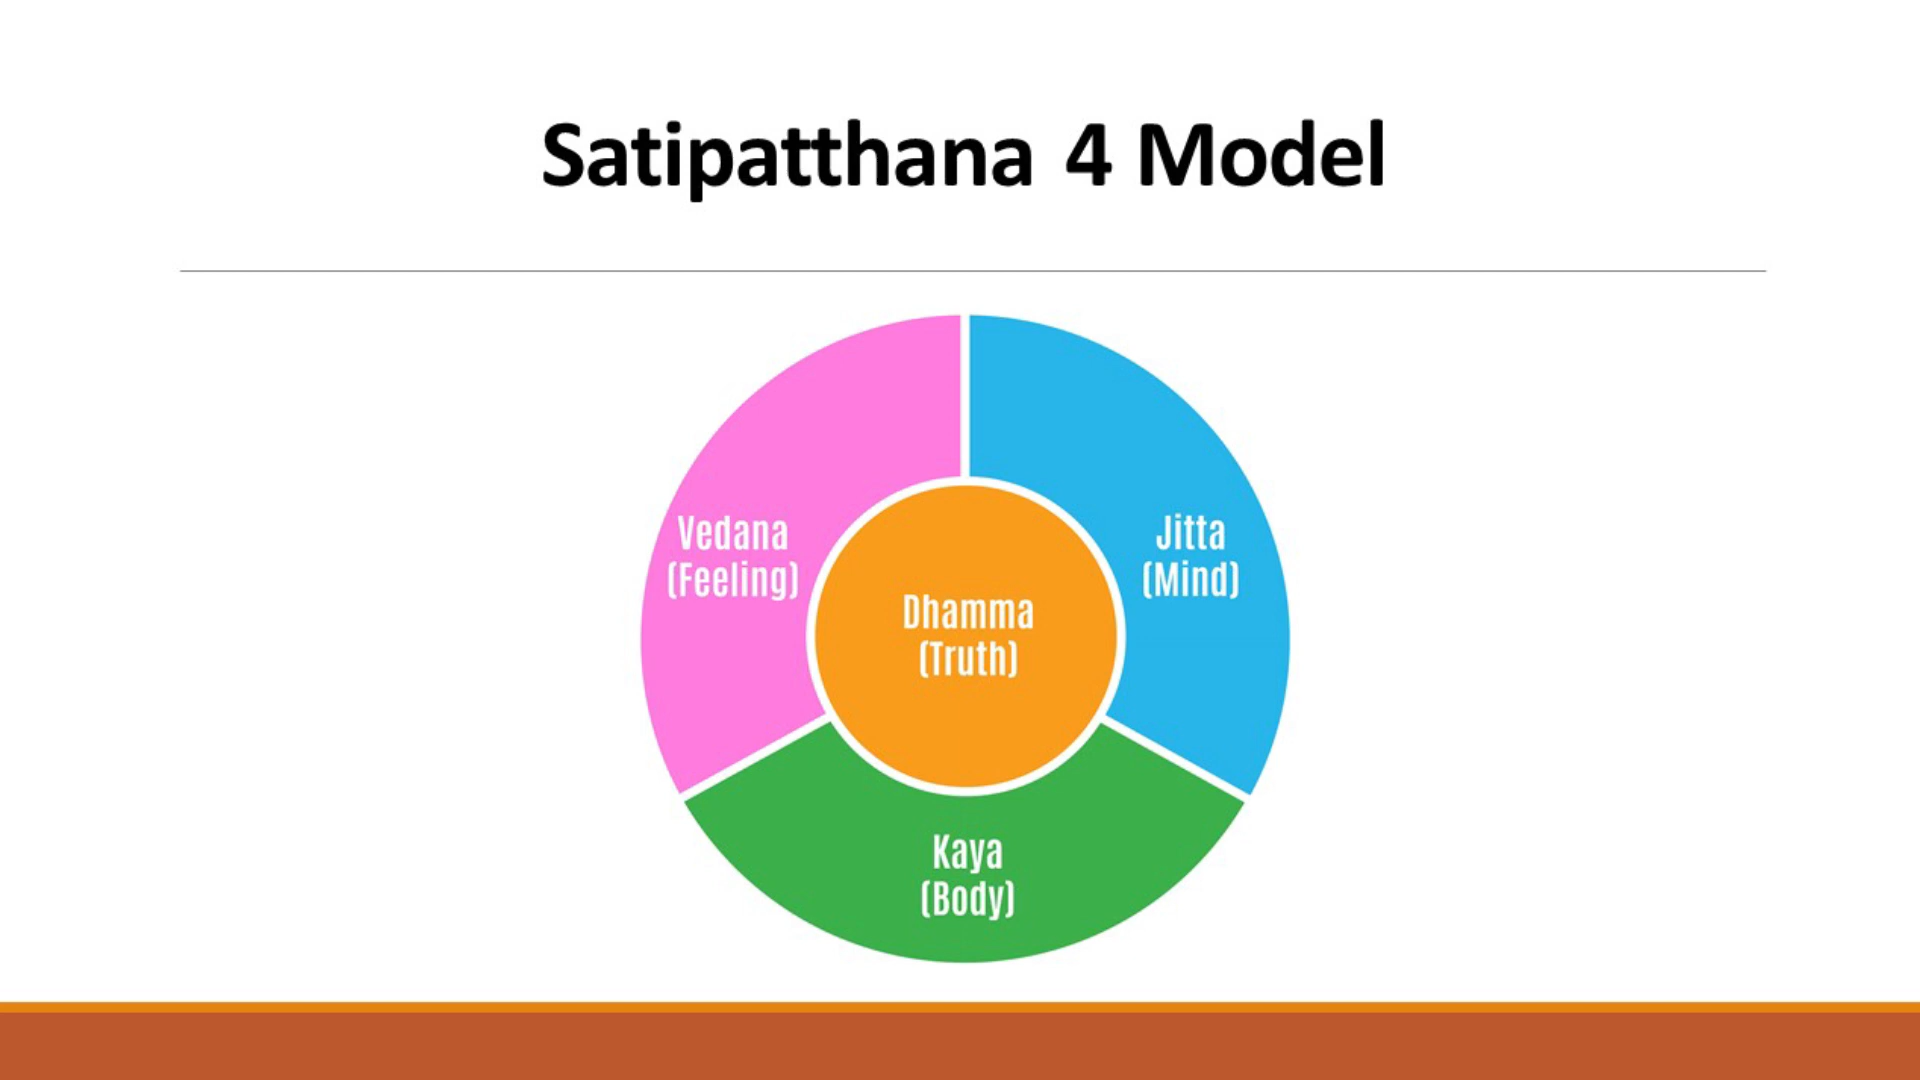 Satipatthana 4 Model
Vedana
(Feeling)
Jitta
(Mind)
Dhamma
(Truth)
Kaya
(Body)